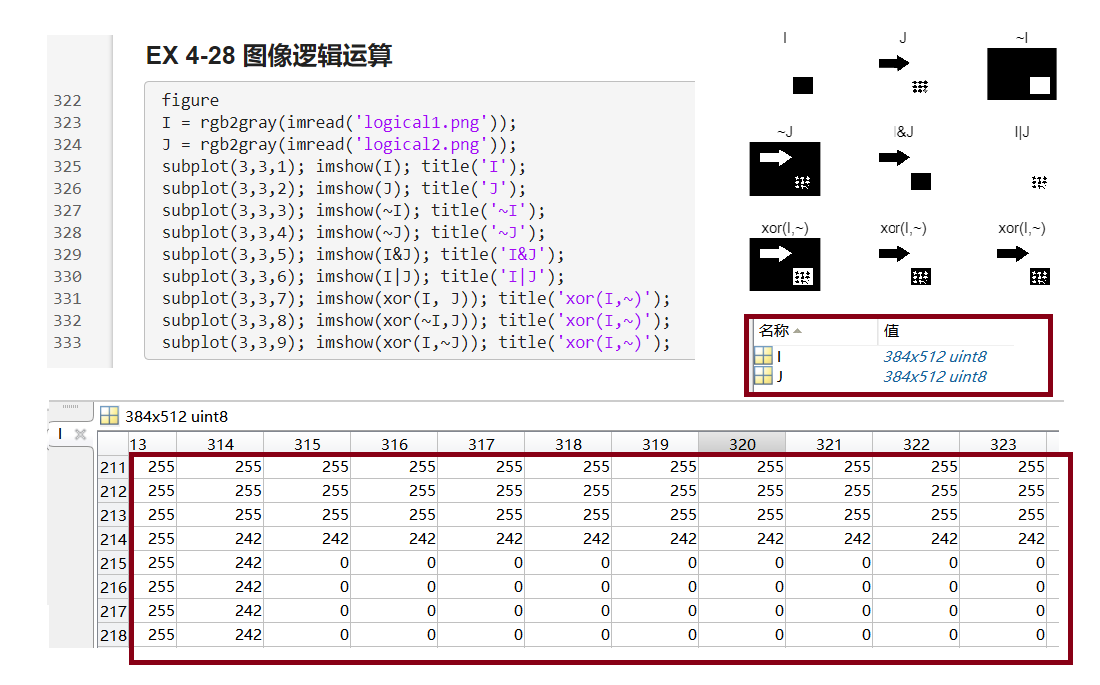 EX 4-28 图像逻辑运算
322 figure
323 I = rgb2gray(imread('logical1.png'));
324 J = rgb2gray(imread('logical2.png'));
325 subplot(3,3,1); imshow(I); title('I');
326 subplot(3,3,2); imshow(J); title('J');
327 subplot(3,3,3); imshow(~I); title('~I');
328 subplot(3,3,4); imshow(~J); title('~J');
329 subplot(3,3,5); imshow(I&J); title('I&J');
330 subplot(3,3,6); imshow(I|J); title('I|J');
331 subplot(3,3,7); imshow(xor(I, J)); title('xor(I,~)');
332 subplot(3,3,8); imshow(xor(~I,J)); title('xor(I,~)');
333 subplot(3,3,9); imshow(xor(I,~J)); title('xor(I,~)');
I J ~I
~J I&J I|J
xor(I,~) xor(I,~) xor(I,~)
名称 值
I 384x512 uint8
J 384x512 uint8
384x512 uint8
I
13 314 315 316 317 318 319 320 321 322 323
211 255 255 255 255 255 255 255 255 255 255 255
212 255 255 255 255 255 255 255 255 255 255 255
213 255 255 255 255 255 255 255 255 255 255 255
214 255 242 242 242 242 242 242 242 242 242 242
215 255 242 0 0 0 0 0 0 0 0 0
216 255 242 0 0 0 0 0 0 0 0 0
217 255 242 0 0 0 0 0 0 0 0 0
218 255 242 0 0 0 0 0 0 0 0 0